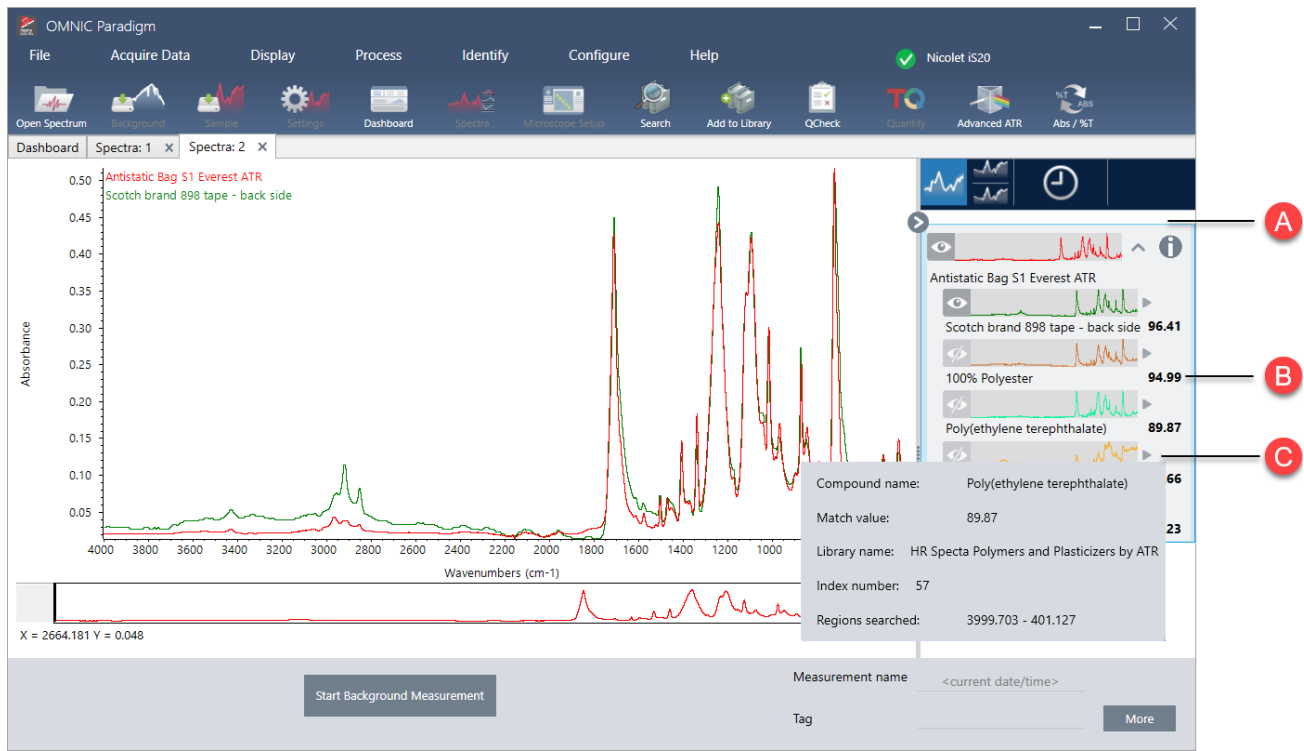 OMNIC Paradigm
File Acquire Data Display Process Identify Configure Help Nicolet iS20
%T ABS TQ
Open Spectrum Background Sample Settings Dashboard Spectra Microscope Setup Search Add to Library QCheck Quantify Advanced ATR Abs / %T
Dashboard Spectra: 1 x Spectra: 2 x
Antistatic Bag S1 Everest ATR
Scotch brand 898 tape - back side
0.50
0.45
0.40
0.35
0.30
0.25
0.20
0.15
0.10
0.05
Absorbance
4000 3800 3600 3400 3200 3000 2800 2600 2400 2200 2000 1800 1600 1400 1200 1000
Wavenumbers (cm-1)
X = 2664.181 Y = 0.048
A
Antistatic Bag S1 Everest ATR
Scotch brand 898 tape - back side 96.41
100% Polyester 94.99
B
Poly(ethylene terephthalate) 89.87
C
66
23
Compound name: Poly(ethylene terephthalate)
Match value: 89.87
Library name: HR Specta Polymers and Plasticizers by ATR
Index number: 57
Regions searched: 3999.703 - 401.127
Start Background Measurement
Measurement name <current date/time>
Tag
More